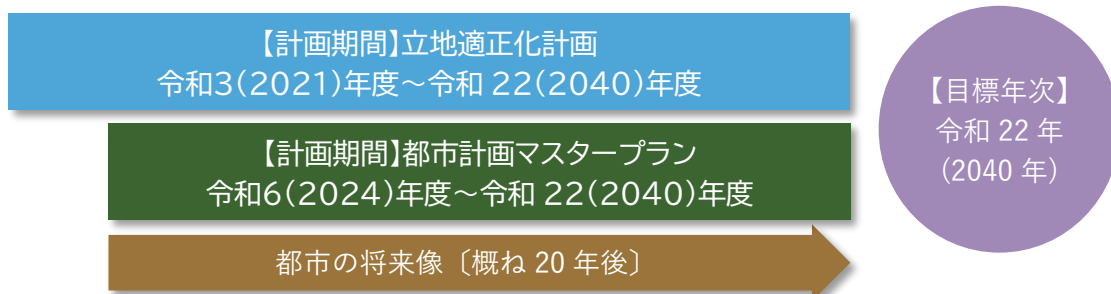 【計画期間】立地適正化計画
令和3(2021)年度～令和 22(2040)年度
【計画期間】都市計画マスタープラン
令和6(2024)年度～令和 22(2040)年度
都市の将来像〔概ね 20 年後〕
【目標年次】
令和 22 年
(2040 年)